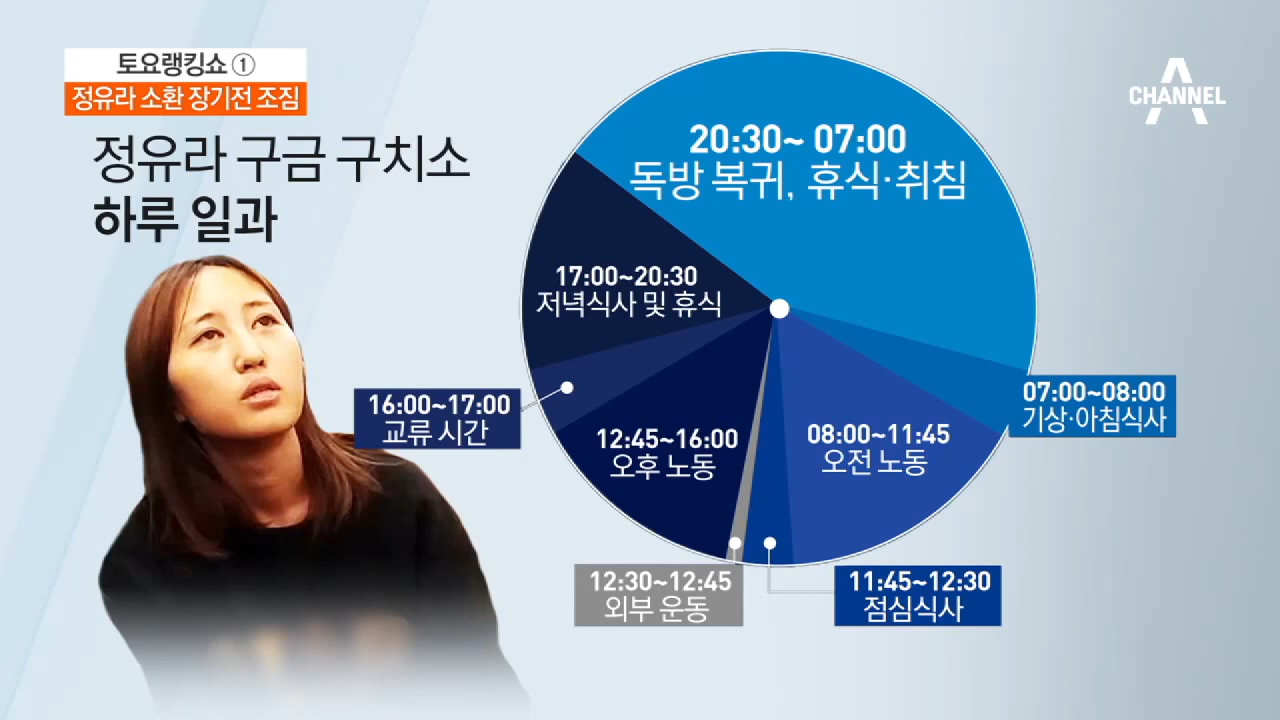 토요랭킹쇼 ①
정유라 소환 장기전 조짐
정유라 구금 구치소
하루 일과
CHANNEL A
20:30~ 07:00
독방 복귀, 휴식·취침
17:00~20:30
저녁식사 및 휴식
16:00~17:00
교류 시간
12:45~16:00
오후 노동
08:00~11:45
오전 노동
07:00~08:00
기상·아침식사
12:30~12:45
외부 운동
11:45~12:30
점심식사